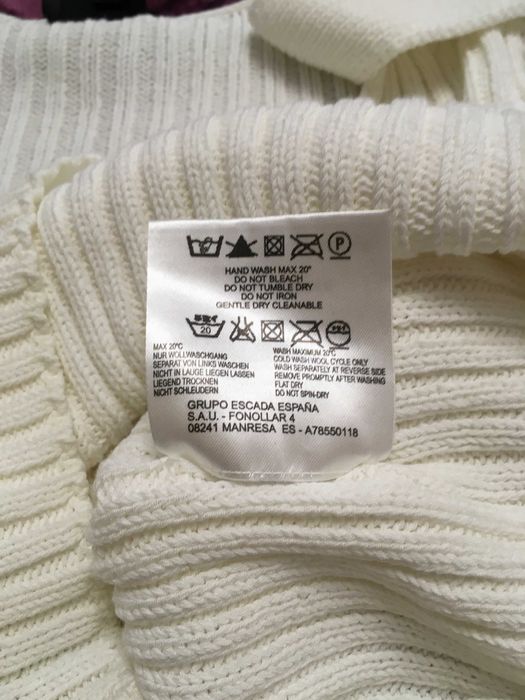 P
HAND WASH MAX 20°
DO NOT BLEACH
DO NOT TUMBLE DRY
DO NOT IRON
GENTLE DRY CLEANABLE
20
MAX 20°C
NUR WOLLWASCHGANG
SEPARAT VON LINKS WASCHEN
NICHT IN LAUGE LIEGEN LASSEN
LIEGEND TROCKNEN
NICHT SCHLEUDERN
WASH MAXIMUM 20°C
COLD WASH WOOL CYCLE ONLY
WASH SEPARATELY AT REVERSE SIDE
REMOVE PROMPTLY AFTER WASHING
FLAT DRY
DO NOT SPIN-DRY
GRUPO ESCADA ESPAÑA
S.A.U. - FONOLLAR 4
08241 MANRESA ES - A78550118